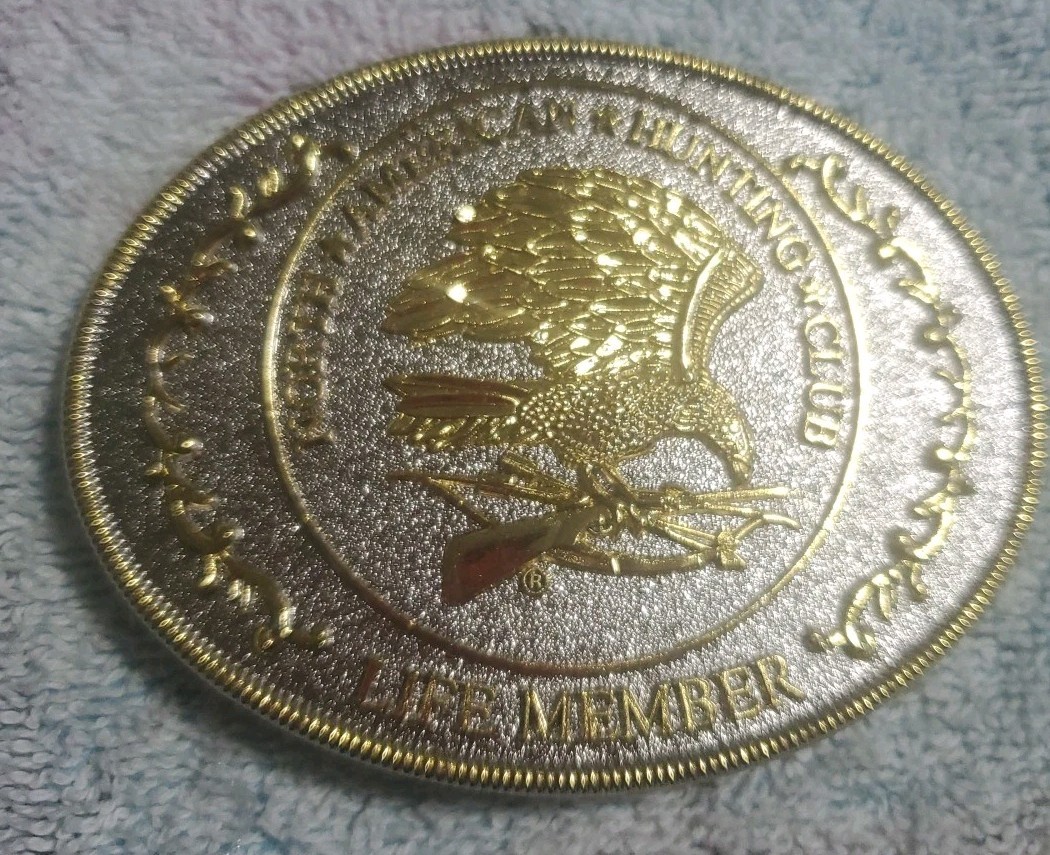 NORTH ★ AMERICAN ★ HUNTING ★ CLUB
®
LIFE MEMBER